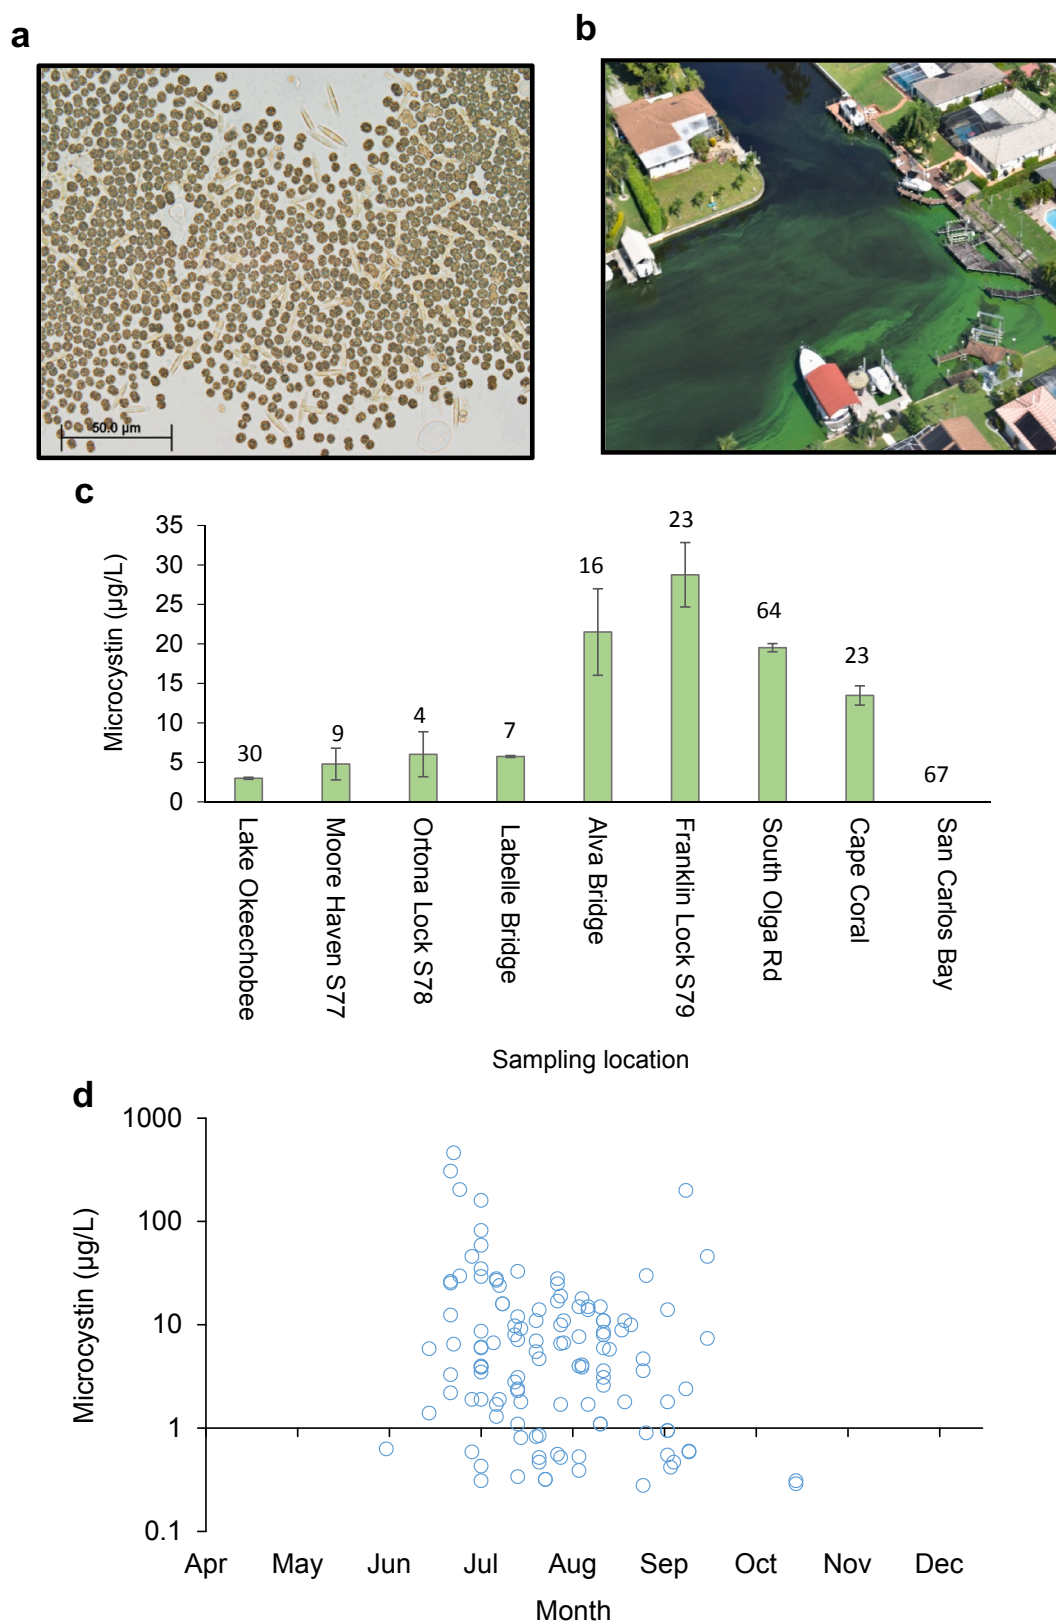 a
b
50.0 µm
c
Microcystin (µg/L)
35
30
25
20
15
10
5
0
30
9
4
7
16
23
64
23
67
Lake Okeechobee
Moore Haven S77
Ortona Lock S78
Labelle Bridge
Alva Bridge
Franklin Lock S79
South Olga Rd
Cape Coral
San Carlos Bay
Sampling location
d
Microcystin (µg/L)
1000
100
10
1
0.1
Apr May Jun Jul Aug Sep Oct Nov Dec
Month